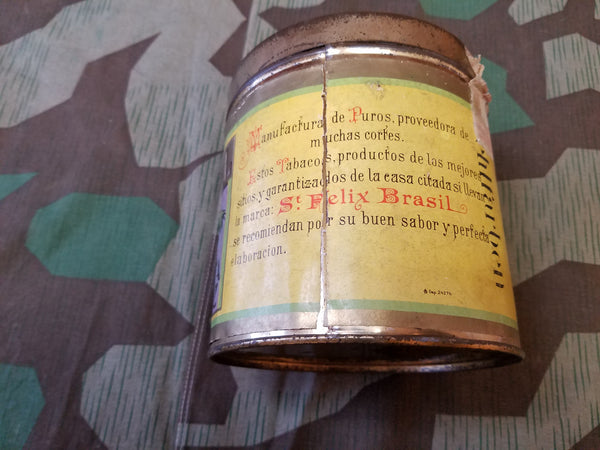 Manufactura de Puros, proveedora de
muchas cortes.
Estos Tabacos, productos de los mejores
sitios, y garantizados de la casa citada si llevan
la marca: St. Felix Brasil
se recomiendan por su buen sabor y perfecta
elaboracion.